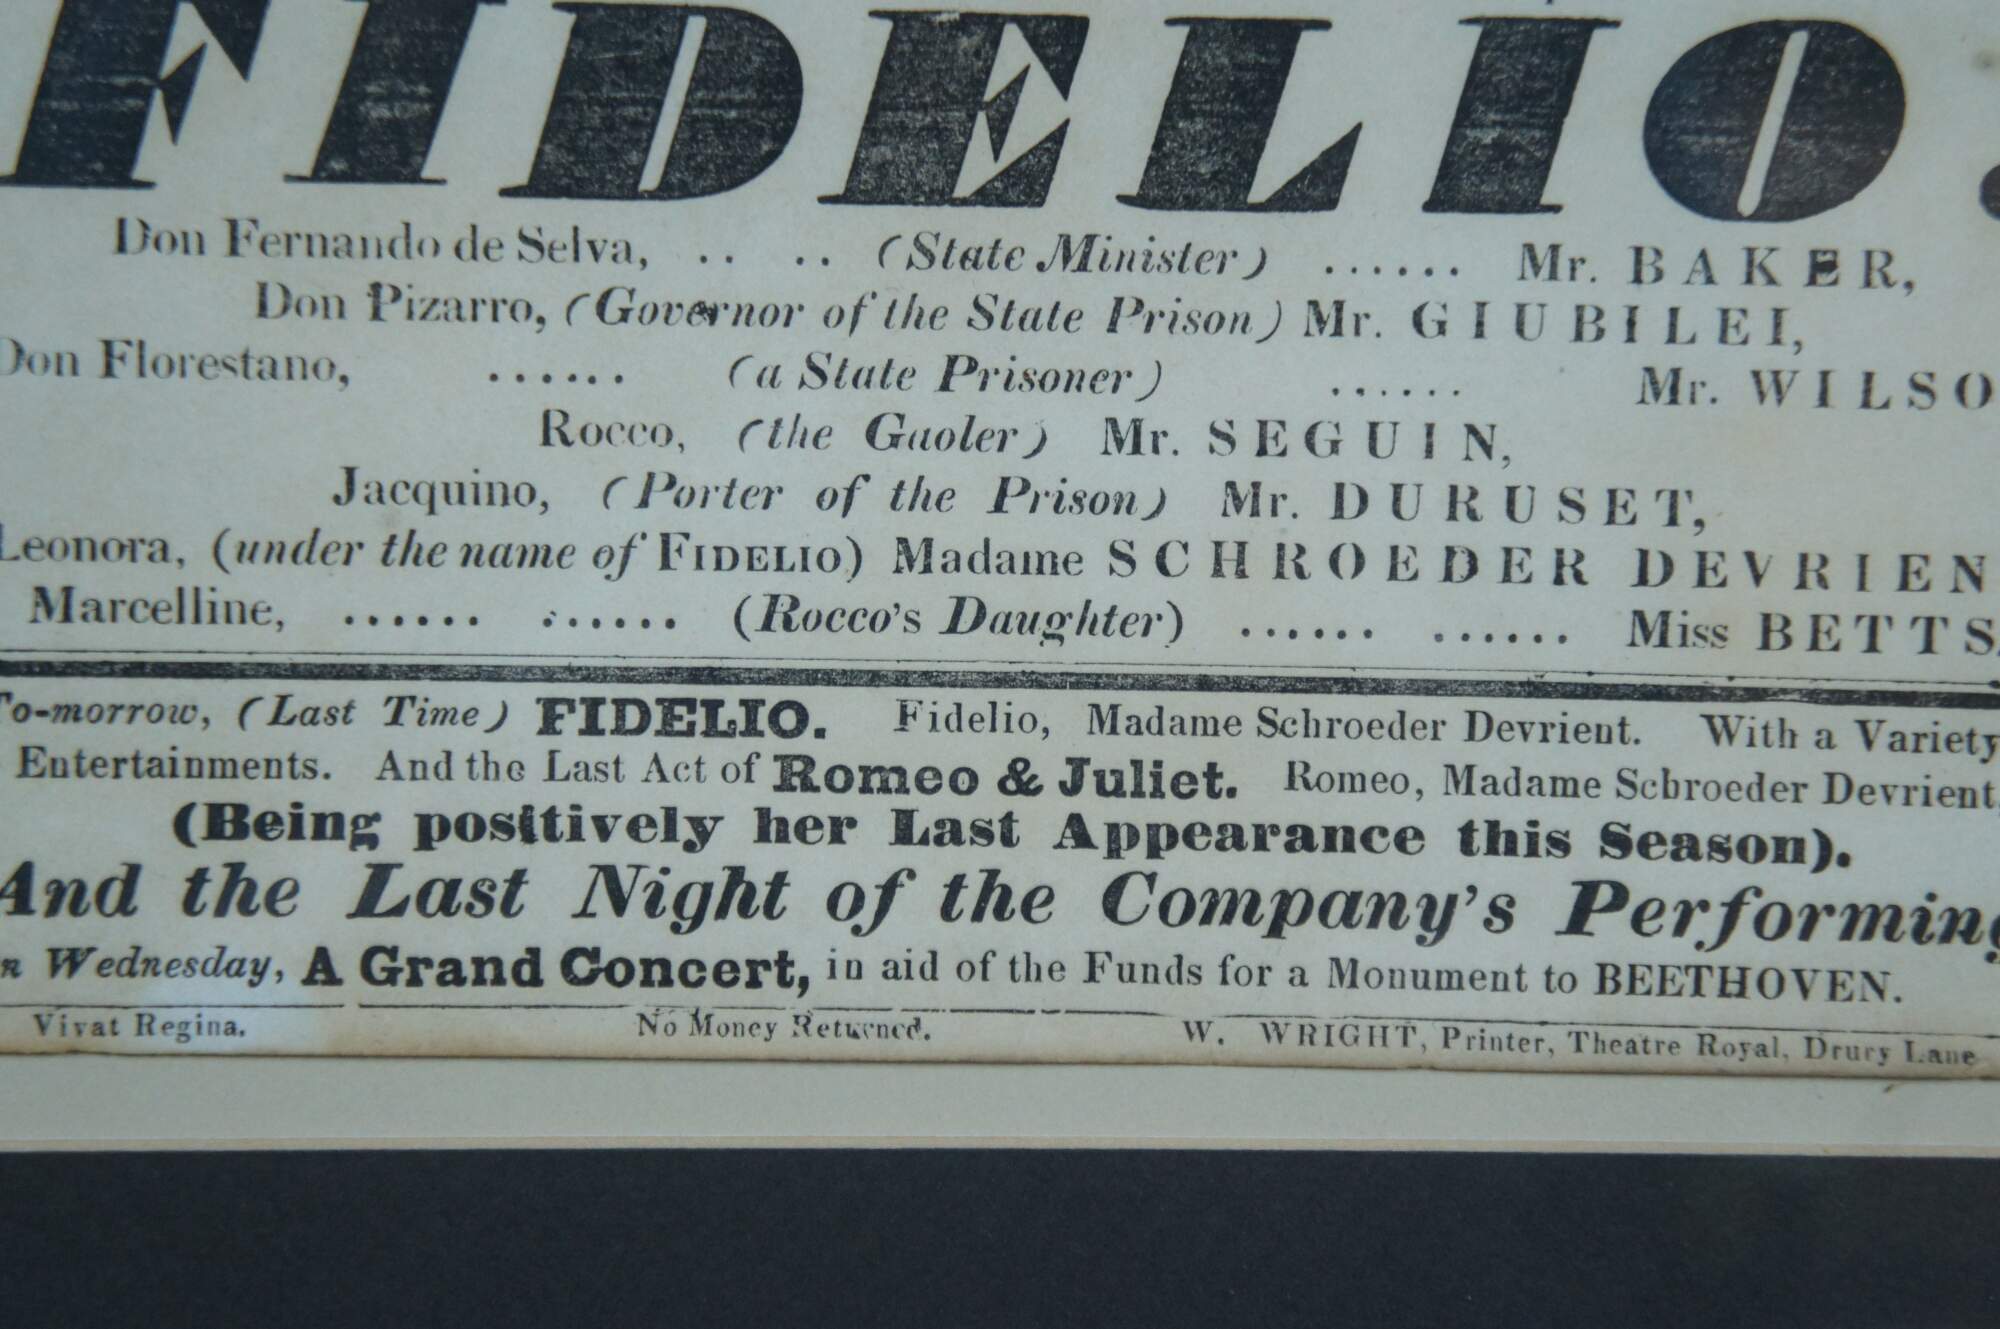 FIDELIO.
Don Fernando de Selva, .. .. (State Minister) ...... Mr. BAKER,
Don Pizarro, (Governor of the State Prison) Mr. GIUBILEI,
Don Florestano, ...... (a State Prisoner) ...... Mr. WILSO
Rocco, (the Gaoler) Mr. SEGUIN,
Jacquino, (Porter of the Prison) Mr. DURUSET,
Leonora, (under the name of FIDELIO) Madame SCHROEDER DEVRIEN
Marcelline, ...... ...... (Rocco's Daughter) ...... ...... Miss BETTS.
To-morrow, (Last Time) FIDELIO. Fidelio, Madame Schroeder Devrient. With a Variety
Entertainments. And the Last Act of Romeo & Juliet. Romeo, Madame Schroeder Devrient,
(Being positively her Last Appearance this Season).
And the Last Night of the Company's Performing
n Wednesday, A Grand Concert, in aid of the Funds for a Monument to BEETHOVEN.
Vivat Regina. No Money Returned. W. WRIGHT, Printer, Theatre Royal, Drury Lane